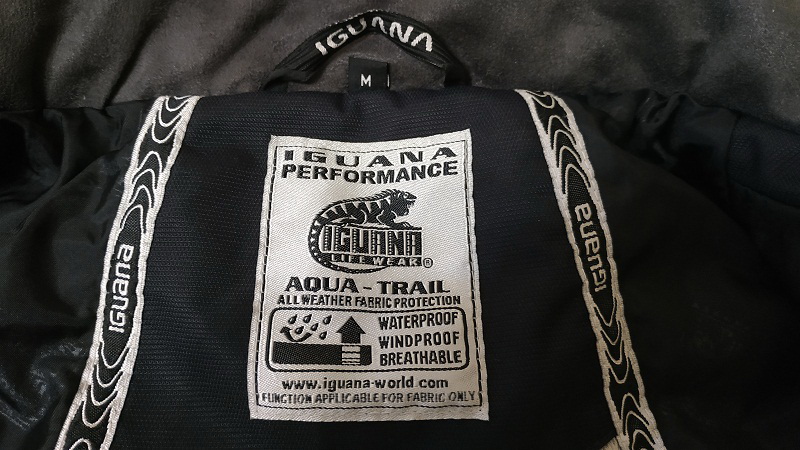 IGUANA
M
IGUANA
PERFORMANCE
IGUANA
LIFE WEAR ®
AQUA - TRAIL
ALL WEATHER FABRIC PROTECTION
WATERPROOF
WINDPROOF
BREATHABLE
www.iguana-world.com
FUNCTION APPLICABLE FOR FABRIC ONLY
iguana
iguana